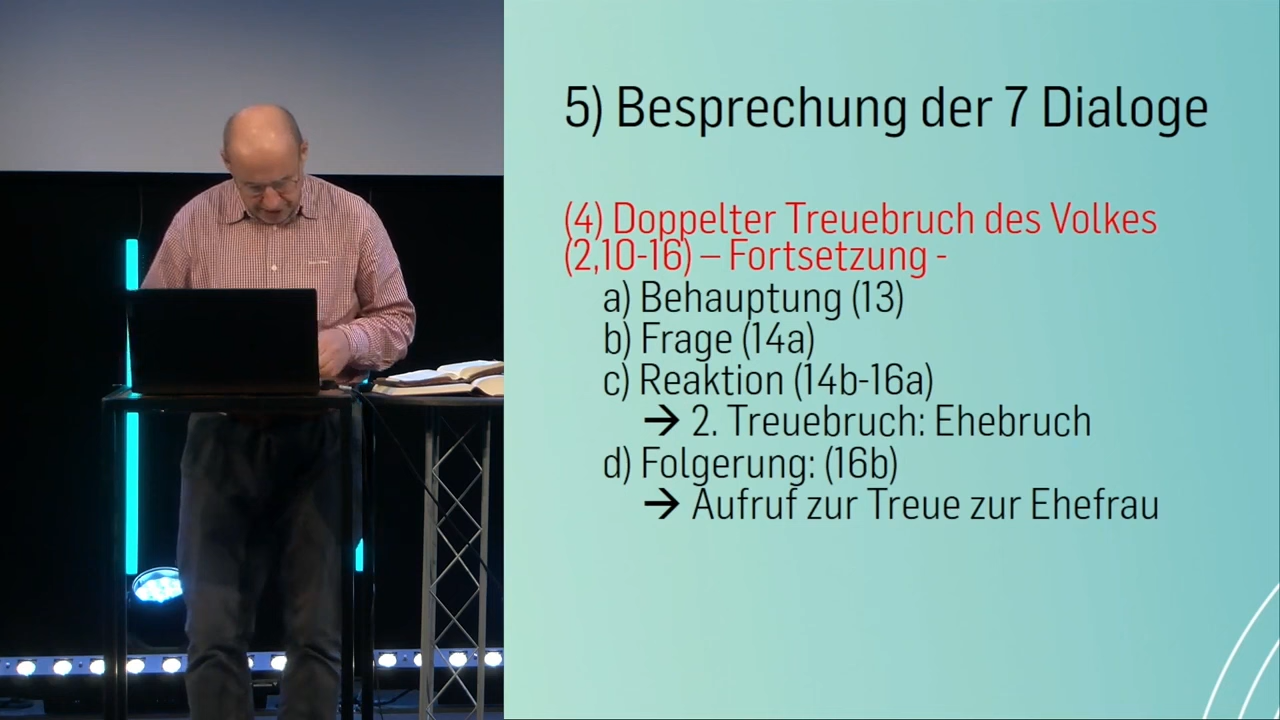 5) Besprechung der 7 Dialoge
(4) Doppelter Treuebruch des Volkes
(2,10-16) – Fortsetzung -
a) Behauptung (13)
b) Frage (14a)
c) Reaktion (14b-16a)
→ 2. Treuebruch: Ehebruch
d) Folgerung: (16b)
→ Aufruf zur Treue zur Ehefrau